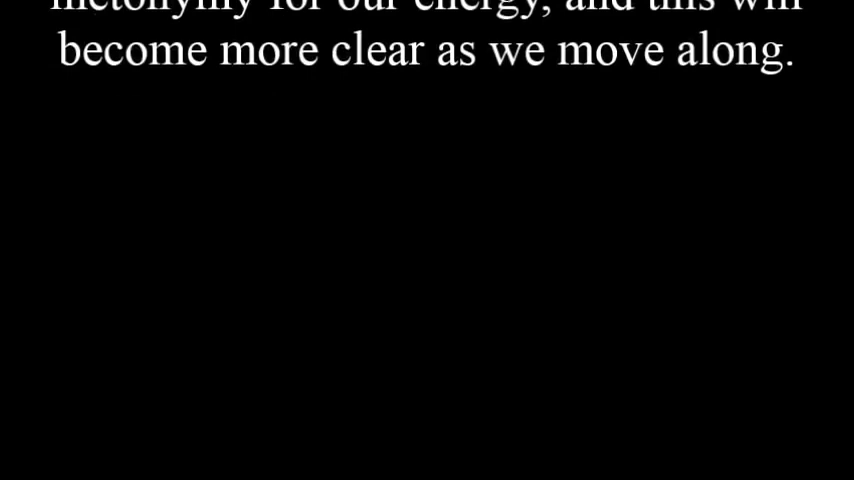 metonymy for our energy, and this will
become more clear as we move along.